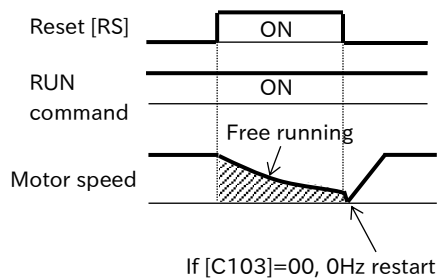 Reset [RS]
ON
RUN
command
ON
Free running
Motor speed
If [C103]=00, 0Hz restart